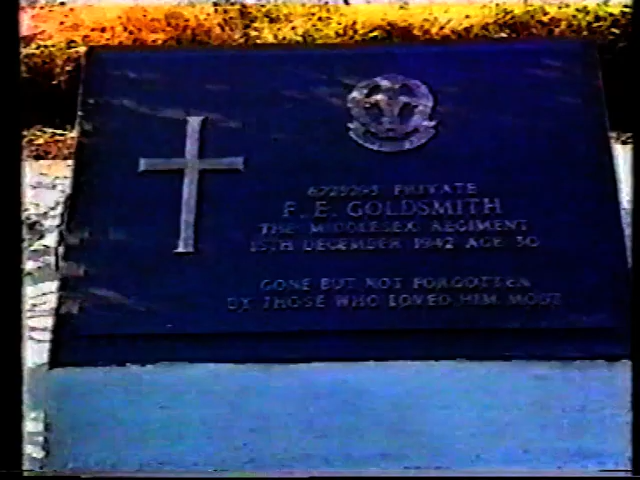 PRIVATE
F. E. GOLDSMITH
THE MIDDLESEX REGIMENT
15TH DECEMBER 1942 AGE 30
GONE BUT NOT FORGOTTEN
BY THOSE WHO LOVED HIM MOST